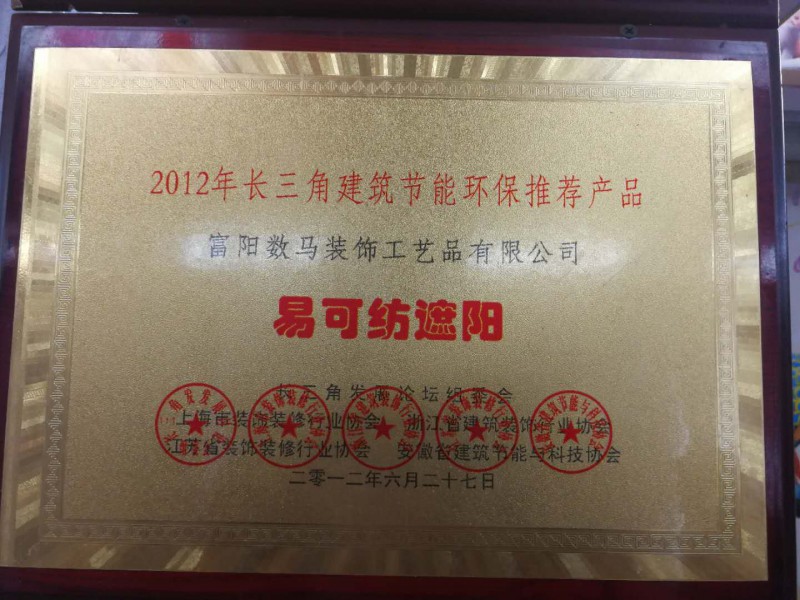 2012年长三角建筑节能环保推荐产品
富阳数马装饰工艺品有限公司
易可纺遮阳
长三角发展论坛组委会
上海市装饰装修行业协会 浙江省建筑装饰行业协会
江苏省装饰装修行业协会 安徽省建筑节能与科技协会
二零一二年六月二十七日